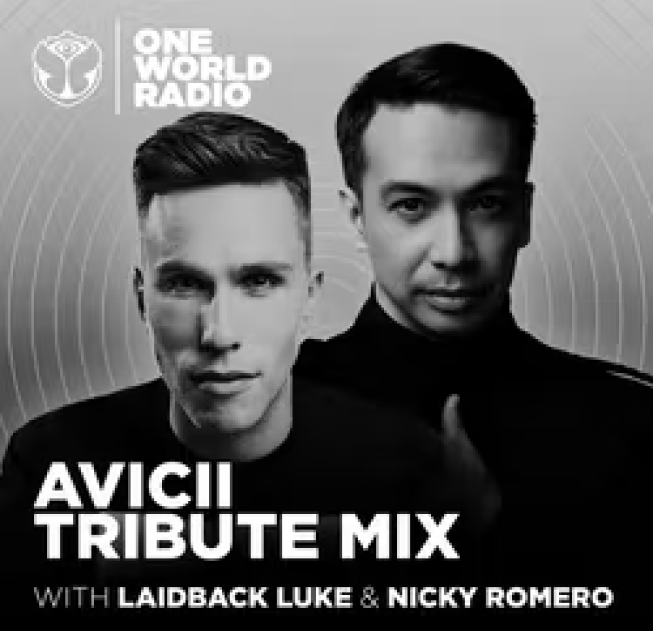 ONE
WORLD
RADIO
AVICII
TRIBUTE MIX
WITH LAIDBACK LUKE & NICKY ROMERO